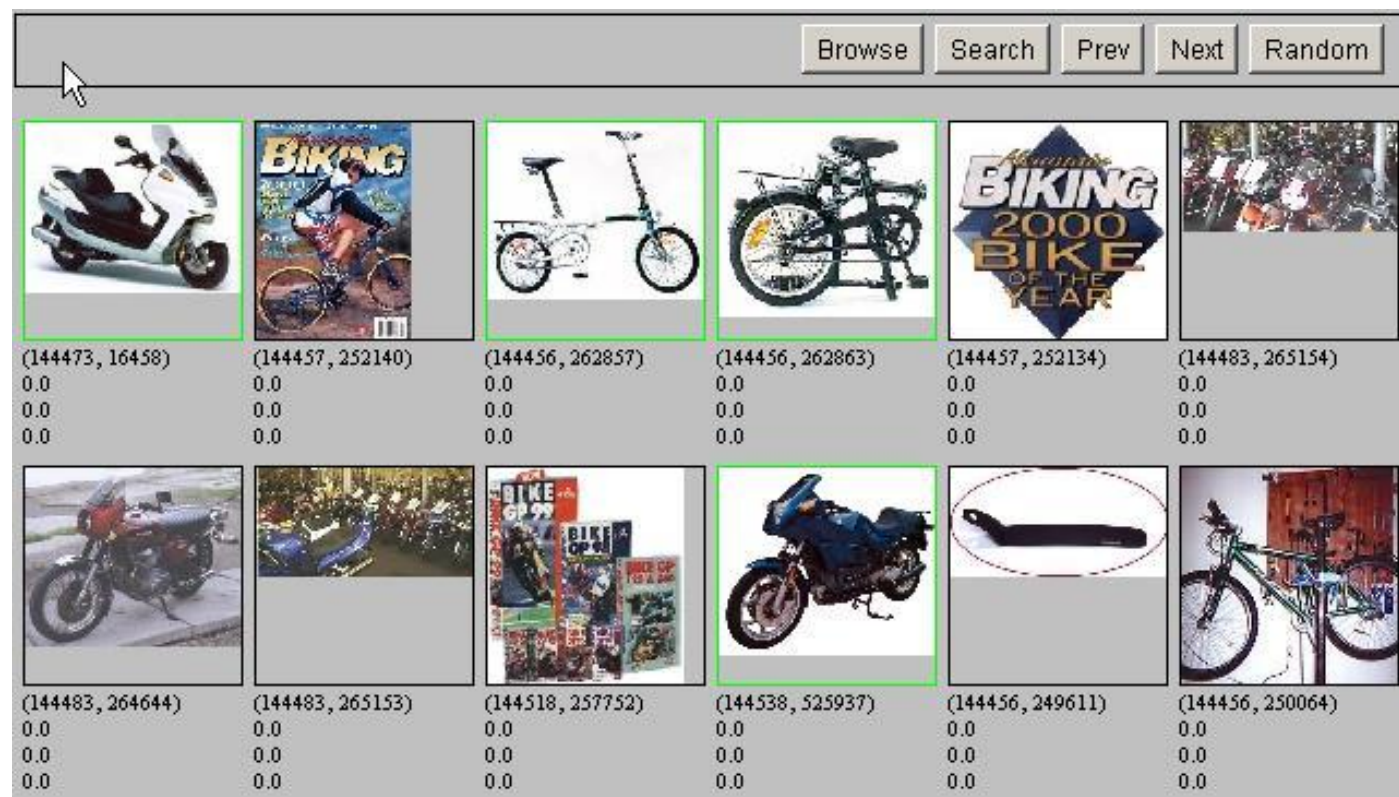 Browse Search Prev Next Random
BIKING
BIKING
2000
BIKE
OF THE
YEAR
(144473, 16458) (144457, 252140) (144456, 262857) (144456, 262863) (144457, 252134) (144483, 265154)
0.0 0.0 0.0 0.0 0.0 0.0
0.0 0.0 0.0 0.0 0.0 0.0
0.0 0.0 0.0 0.0 0.0 0.0
BIKE
GP 99
BIKE
BIKE GP
(144483, 264644) (144483, 265153) (144518, 257752) (144538, 525937) (144456, 249611) (144456, 250064)
0.0 0.0 0.0 0.0 0.0 0.0
0.0 0.0 0.0 0.0 0.0 0.0
0.0 0.0 0.0 0.0 0.0 0.0